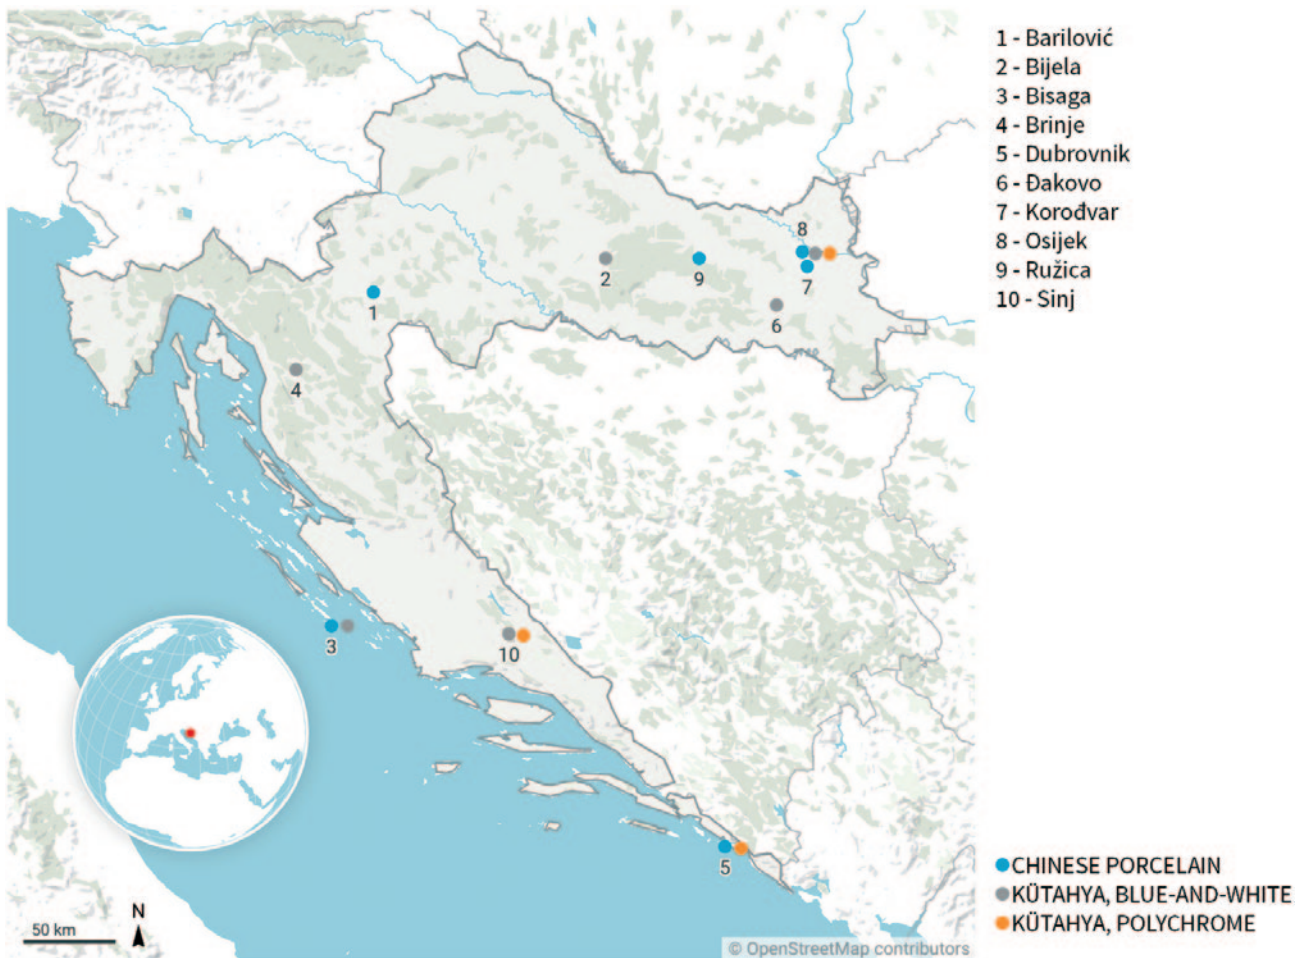 1 - Barilović
2 - Bijela
3 - Bisaga
4 - Brinje
5 - Dubrovnik
6 - Đakovo
7 - Korođvar
8 - Osijek
9 - Ružica
10 - Sinj
8
2
9
7
6
1
4
3
10
5
CHINESE PORCELAIN
KÜTAHYA, BLUE-AND-WHITE
KÜTAHYA, POLYCHROME
50 km
N
© OpenStreetMap contributors